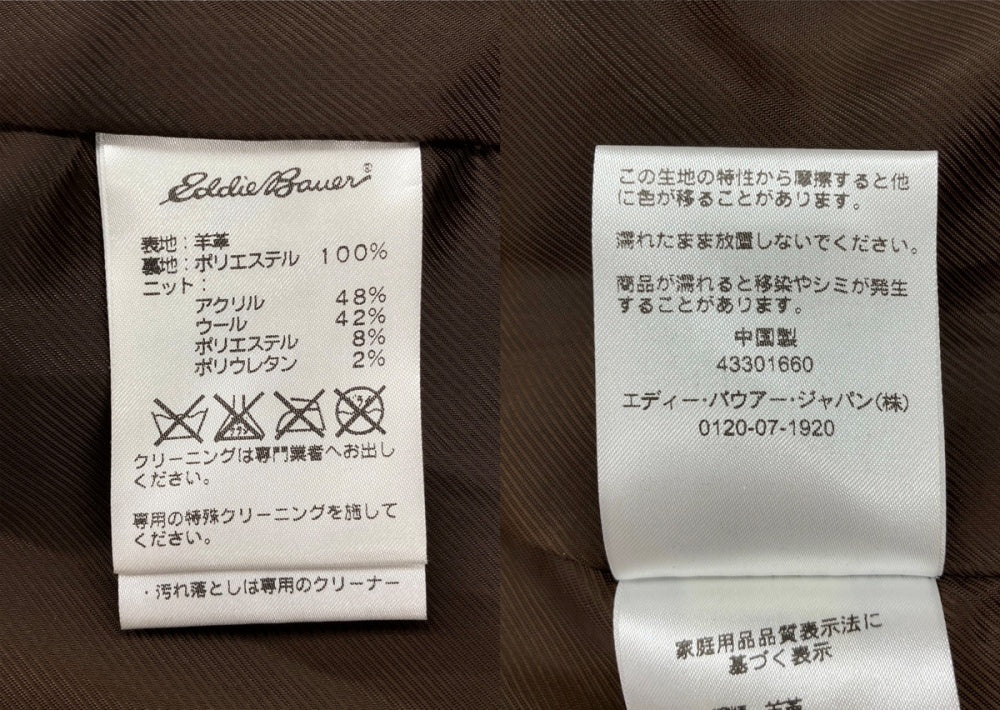 Eddie Bauer®
表地：羊革
裏地：ポリエステル 100%
ニット：
アクリル 48%
ウール 42%
ポリエステル 8%
ポリウレタン 2%
クリーニングは専門業者へお出し
ください。
専用の特殊クリーニングを施して
ください。
・汚れ落としは専用のクリーナー
この生地の特性から摩擦すると他
に色が移ることがあります。
濡れたまま放置しないでください。
商品が濡れると移染やシミが発生
することがあります。
中国製
43301660
エディー・バウアー・ジャパン(株)
0120-07-1920
家庭用品品質表示法に
基づく表示
羊革